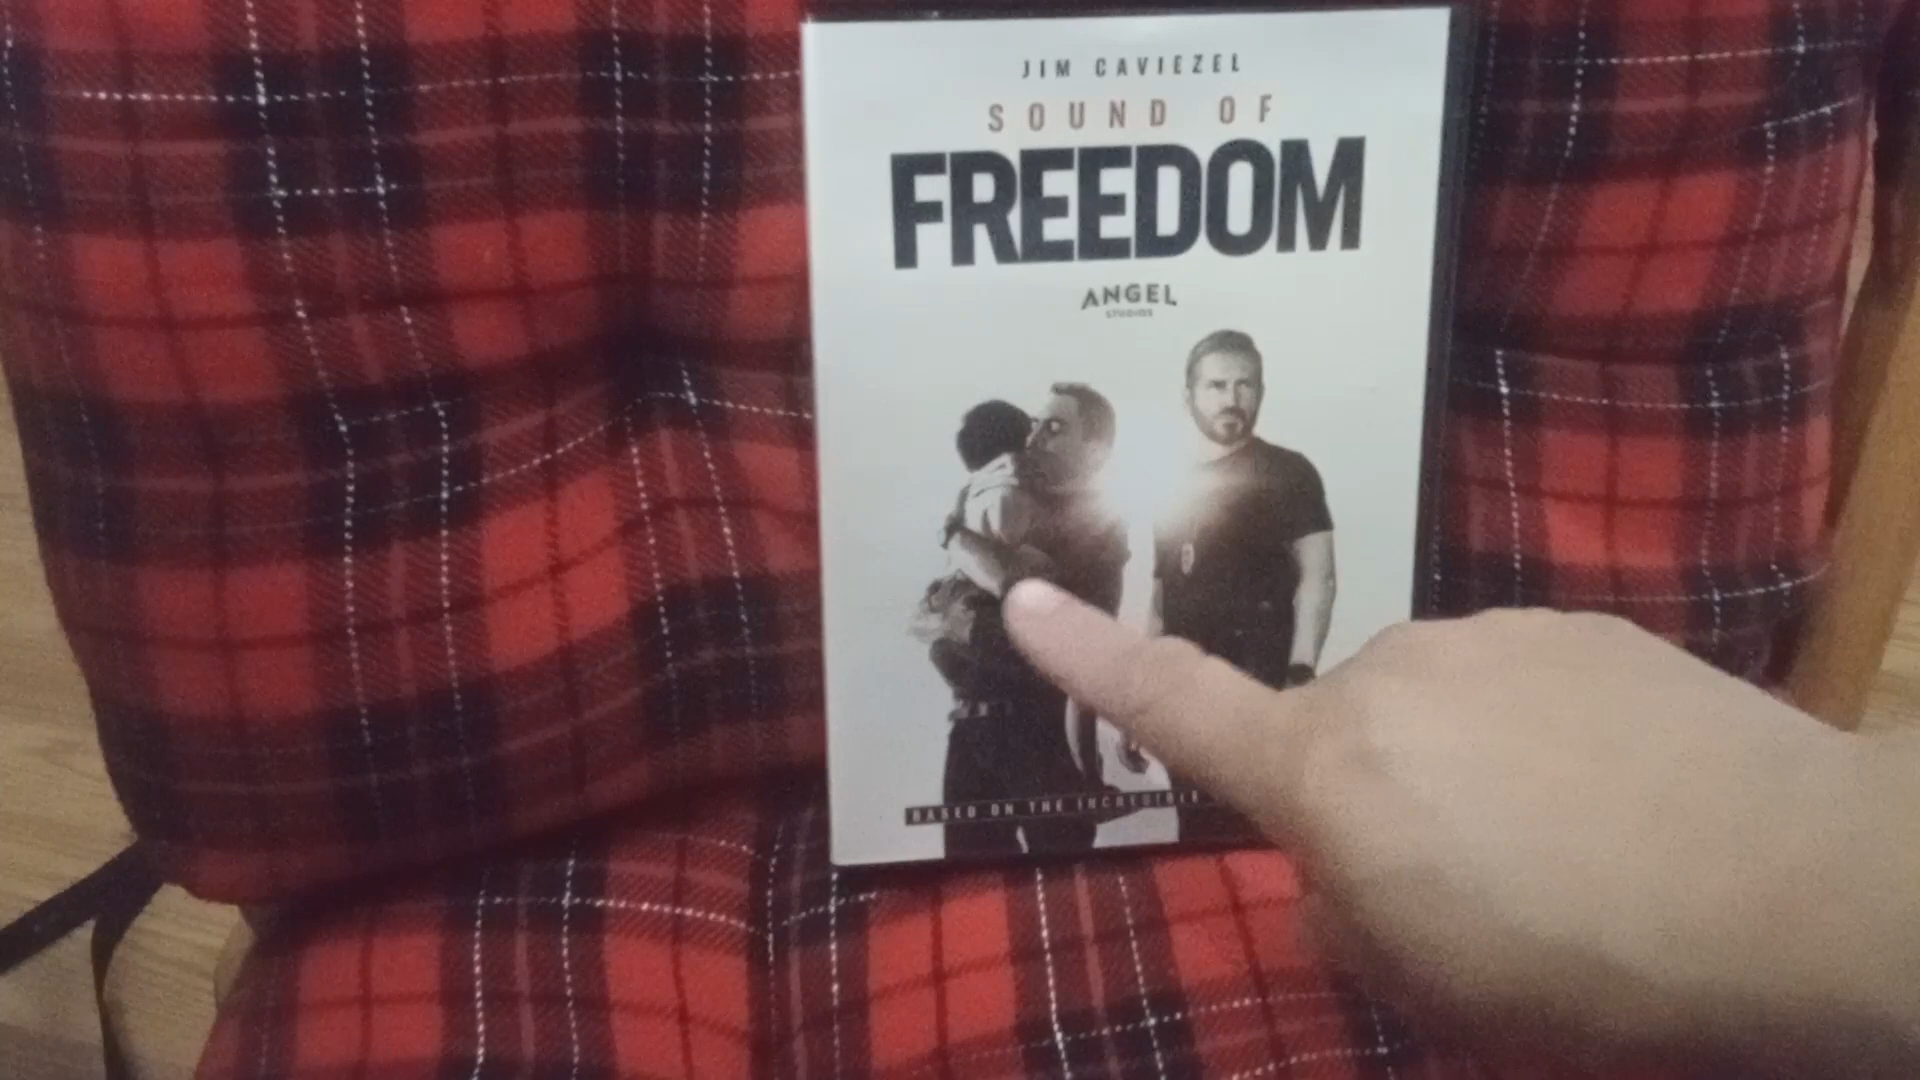 JIM CAVIEZEL
SOUND OF
FREEDOM
ANGEL
STUDIOS
BASED ON THE INCREDIBLE